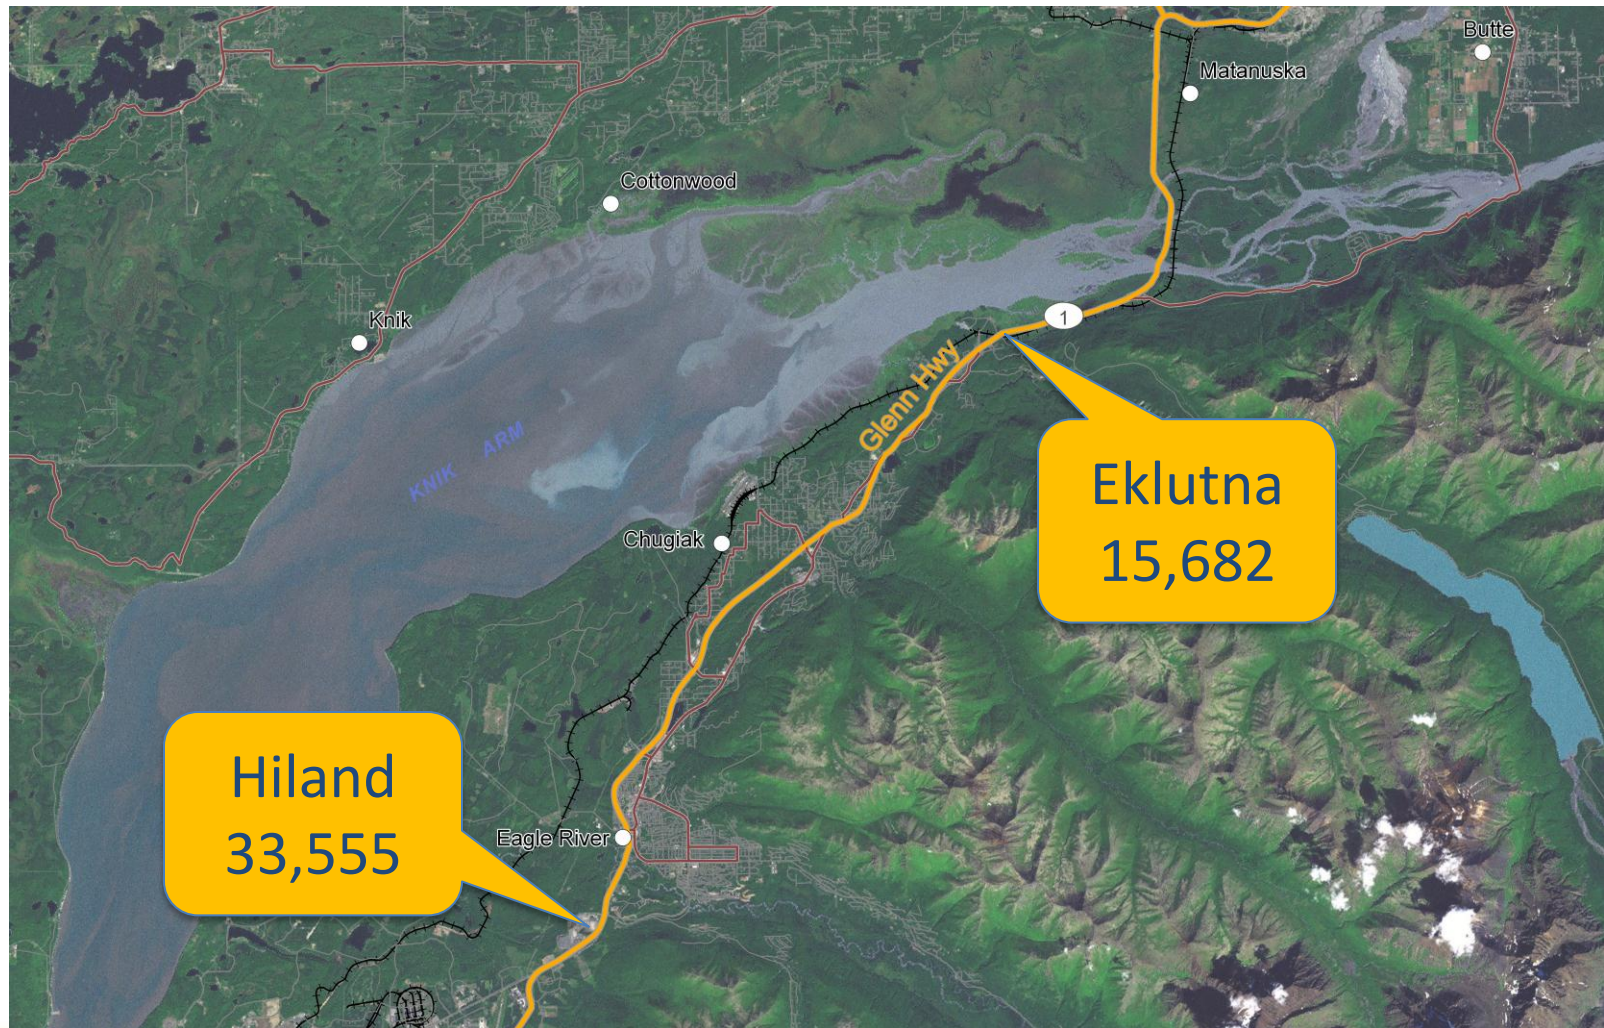 Butte
Matanuska
Cottonwood
Knik
1
Glenn Hwy
KNIK ARM
Eklutna
15,682
Chugiak
Hiland
33,555
Eagle River